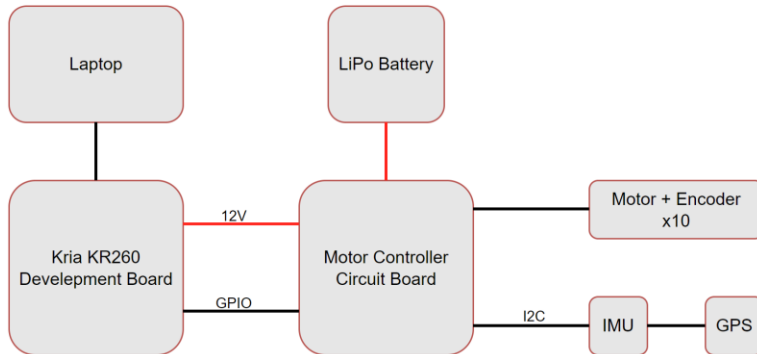 Laptop
LiPo Battery
12V
Kria KR260
Develepment Board
Motor Controller
Circuit Board
Motor + Encoder
x10
GPIO
I2C
IMU
GPS